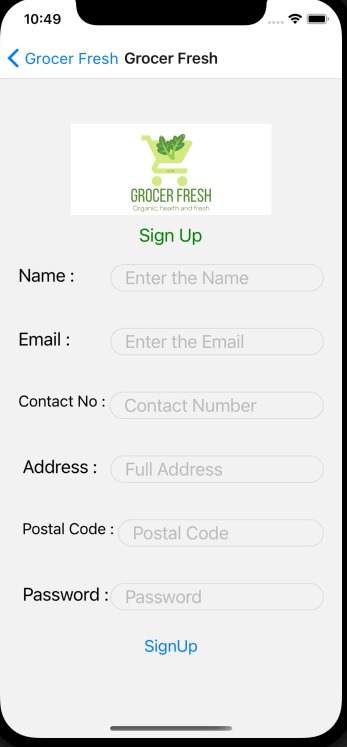 10:49
Grocer Fresh Grocer Fresh
GROCER FRESH
Organic, health and fresh
Sign Up
Name : Enter the Name
Email : Enter the Email
Contact No : Contact Number
Address : Full Address
Postal Code : Postal Code
Password : Password
SignUp